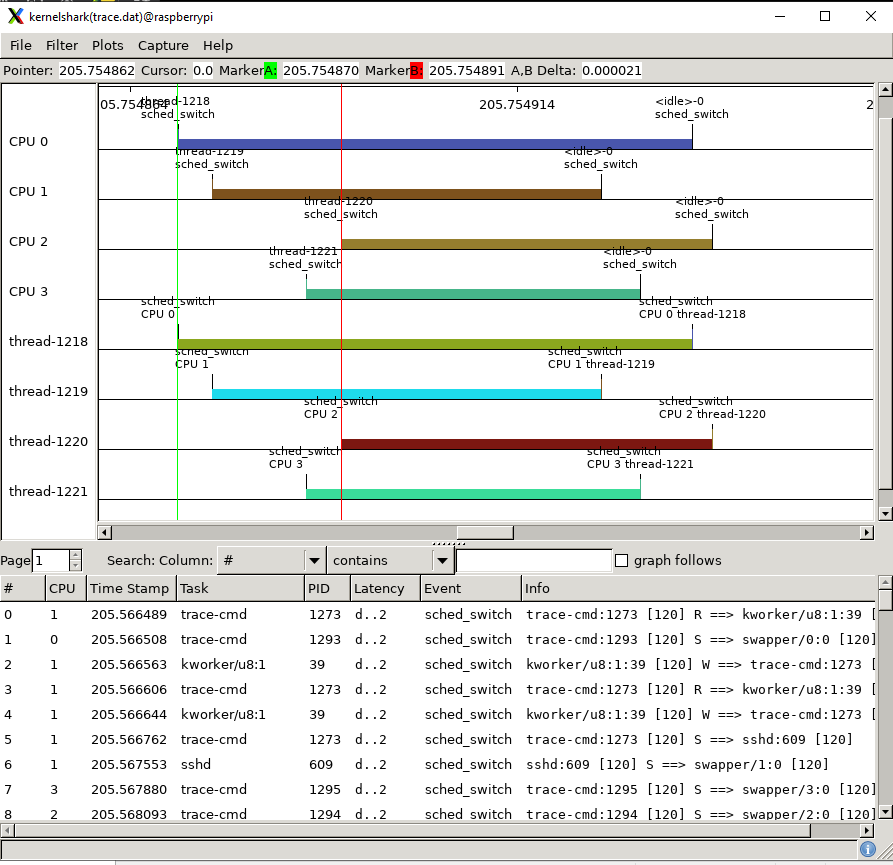 kernelshark(trace.dat)@raspberrypi
File Filter Plots Capture Help
Pointer: 205.754862 Cursor: 0.0 MarkerA: 205.754870 MarkerB: 205.754891 A,B Delta: 0.000021
05.754864 205.754914 2
thread-1218 <idle>-0
sched_switch sched_switch
CPU 0
thread-1219 <idle>-0
sched_switch sched_switch
CPU 1
thread-1220 <idle>-0
sched_switch sched_switch
CPU 2
thread-1221 <idle>-0
sched_switch sched_switch
CPU 3
sched_switch sched_switch
CPU 0 CPU 0 thread-1218
thread-1218
sched_switch sched_switch
CPU 1 CPU 1 thread-1219
thread-1219
sched_switch sched_switch
CPU 2 CPU 2 thread-1220
thread-1220
sched_switch sched_switch
CPU 3 CPU 3 thread-1221
thread-1221
Page 1 Search: Column: # contains graph follows
# CPU Time Stamp Task PID Latency Event Info
0 1 205.566489 trace-cmd 1273 d..2 sched_switch trace-cmd:1273 [120] R ==> kworker/u8:1:39 [
1 0 205.566508 trace-cmd 1293 d..2 sched_switch trace-cmd:1293 [120] S ==> swapper/0:0 [120]
2 1 205.566563 kworker/u8:1 39 d..2 sched_switch kworker/u8:1:39 [120] W ==> trace-cmd:1273 [
3 1 205.566606 trace-cmd 1273 d..2 sched_switch trace-cmd:1273 [120] R ==> kworker/u8:1:39 [
4 1 205.566644 kworker/u8:1 39 d..2 sched_switch kworker/u8:1:39 [120] W ==> trace-cmd:1273 [
5 1 205.566762 trace-cmd 1273 d..2 sched_switch trace-cmd:1273 [120] S ==> sshd:609 [120]
6 1 205.567553 sshd 609 d..2 sched_switch sshd:609 [120] S ==> swapper/1:0 [120]
7 3 205.567880 trace-cmd 1295 d..2 sched_switch trace-cmd:1295 [120] S ==> swapper/3:0 [120]
8 2 205.568093 trace-cmd 1294 d..2 sched_switch trace-cmd:1294 [120] S ==> swapper/2:0 [120]